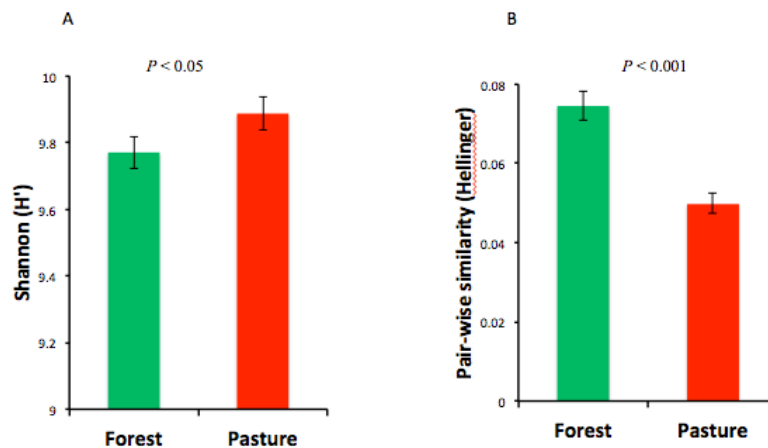 A
P < 0.05
Shannon (H')
10
9.8
9.6
9.4
9.2
9
Forest Pasture
B
P < 0.001
Pair-wise similarity (Hellinger)
0.08
0.06
0.04
0.02
0
Forest Pasture